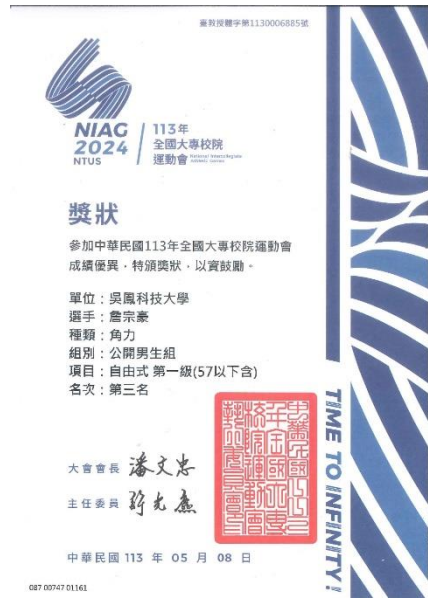 臺教授體字第1130006885號
NIAG
2024
NTUS
113年
全國大專校院
運動會 National Intercollegiate Athletic Games
獎狀
參加中華民國113年全國大專校院運動會
成績優異，特頒獎狀，以資鼓勵。
單位：吳鳳科技大學
選手：詹宗豪
種類：角力
組別：公開男生組
項目：自由式 第一級(57以下含)
名次：第三名
大會會長 潘文忠
主任委員 許光麃
中華民國 113 年 05 月 08 日
087 00747 01161
TIME TO INFINITY!